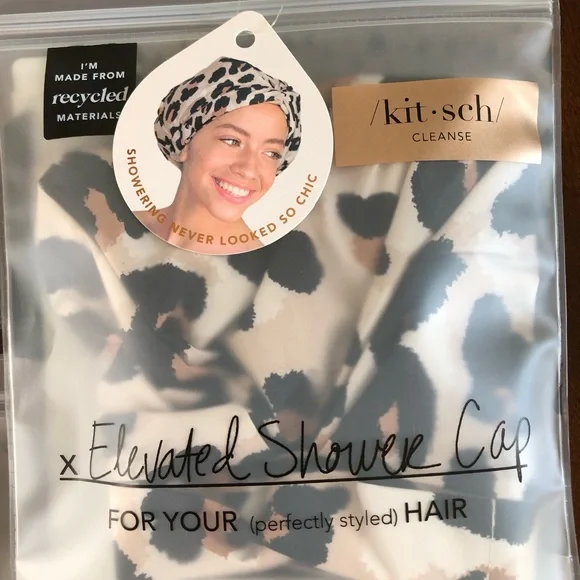 I'M
MADE FROM
recycled
MATERIALS
/kit·sch/
CLEANSE
SHOWERING NEVER LOOKED SO CHIC
x Elevated Shower Cap
FOR YOUR (perfectly styled) HAIR